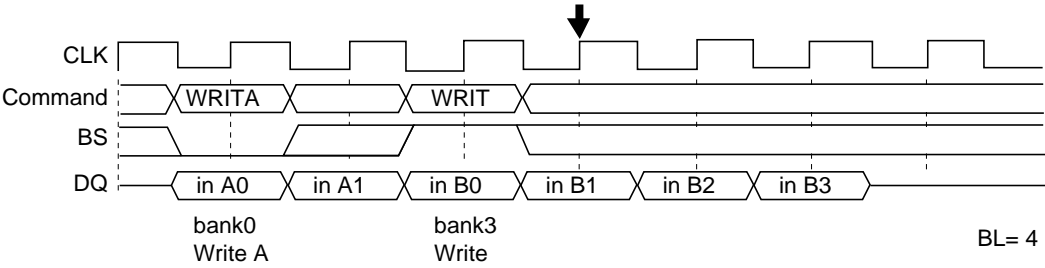 CLK
Command WRITA WRIT
BS
DQ in A0 in A1 in B0 in B1 in B2 in B3
bank0 bank3
Write A Write
BL= 4